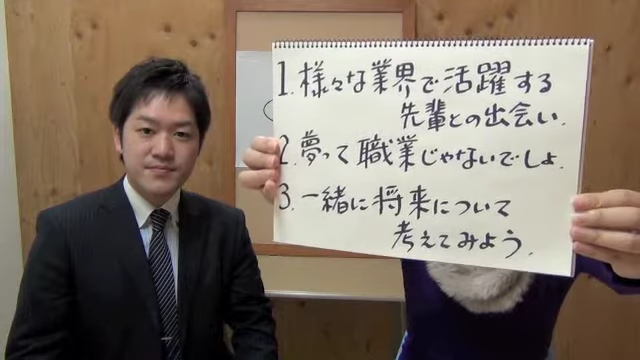 1. 様々な業界で活躍する
先輩との出会い.
2. 夢って職業じゃないでしょ.
3. 一緒に将来について
考えてみよう.